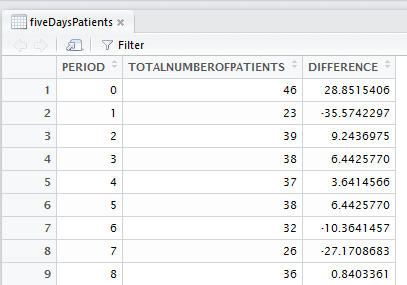 fiveDaysPatients
Filter
PERIOD TOTALNUMBEROFPATIENTS DIFFERENCE
1 0 46 28.8515406
2 1 23 -35.5742297
3 2 39 9.2436975
4 3 38 6.4425770
5 4 37 3.6414566
6 5 38 6.4425770
7 6 32 -10.3641457
8 7 26 -27.1708683
9 8 36 0.8403361